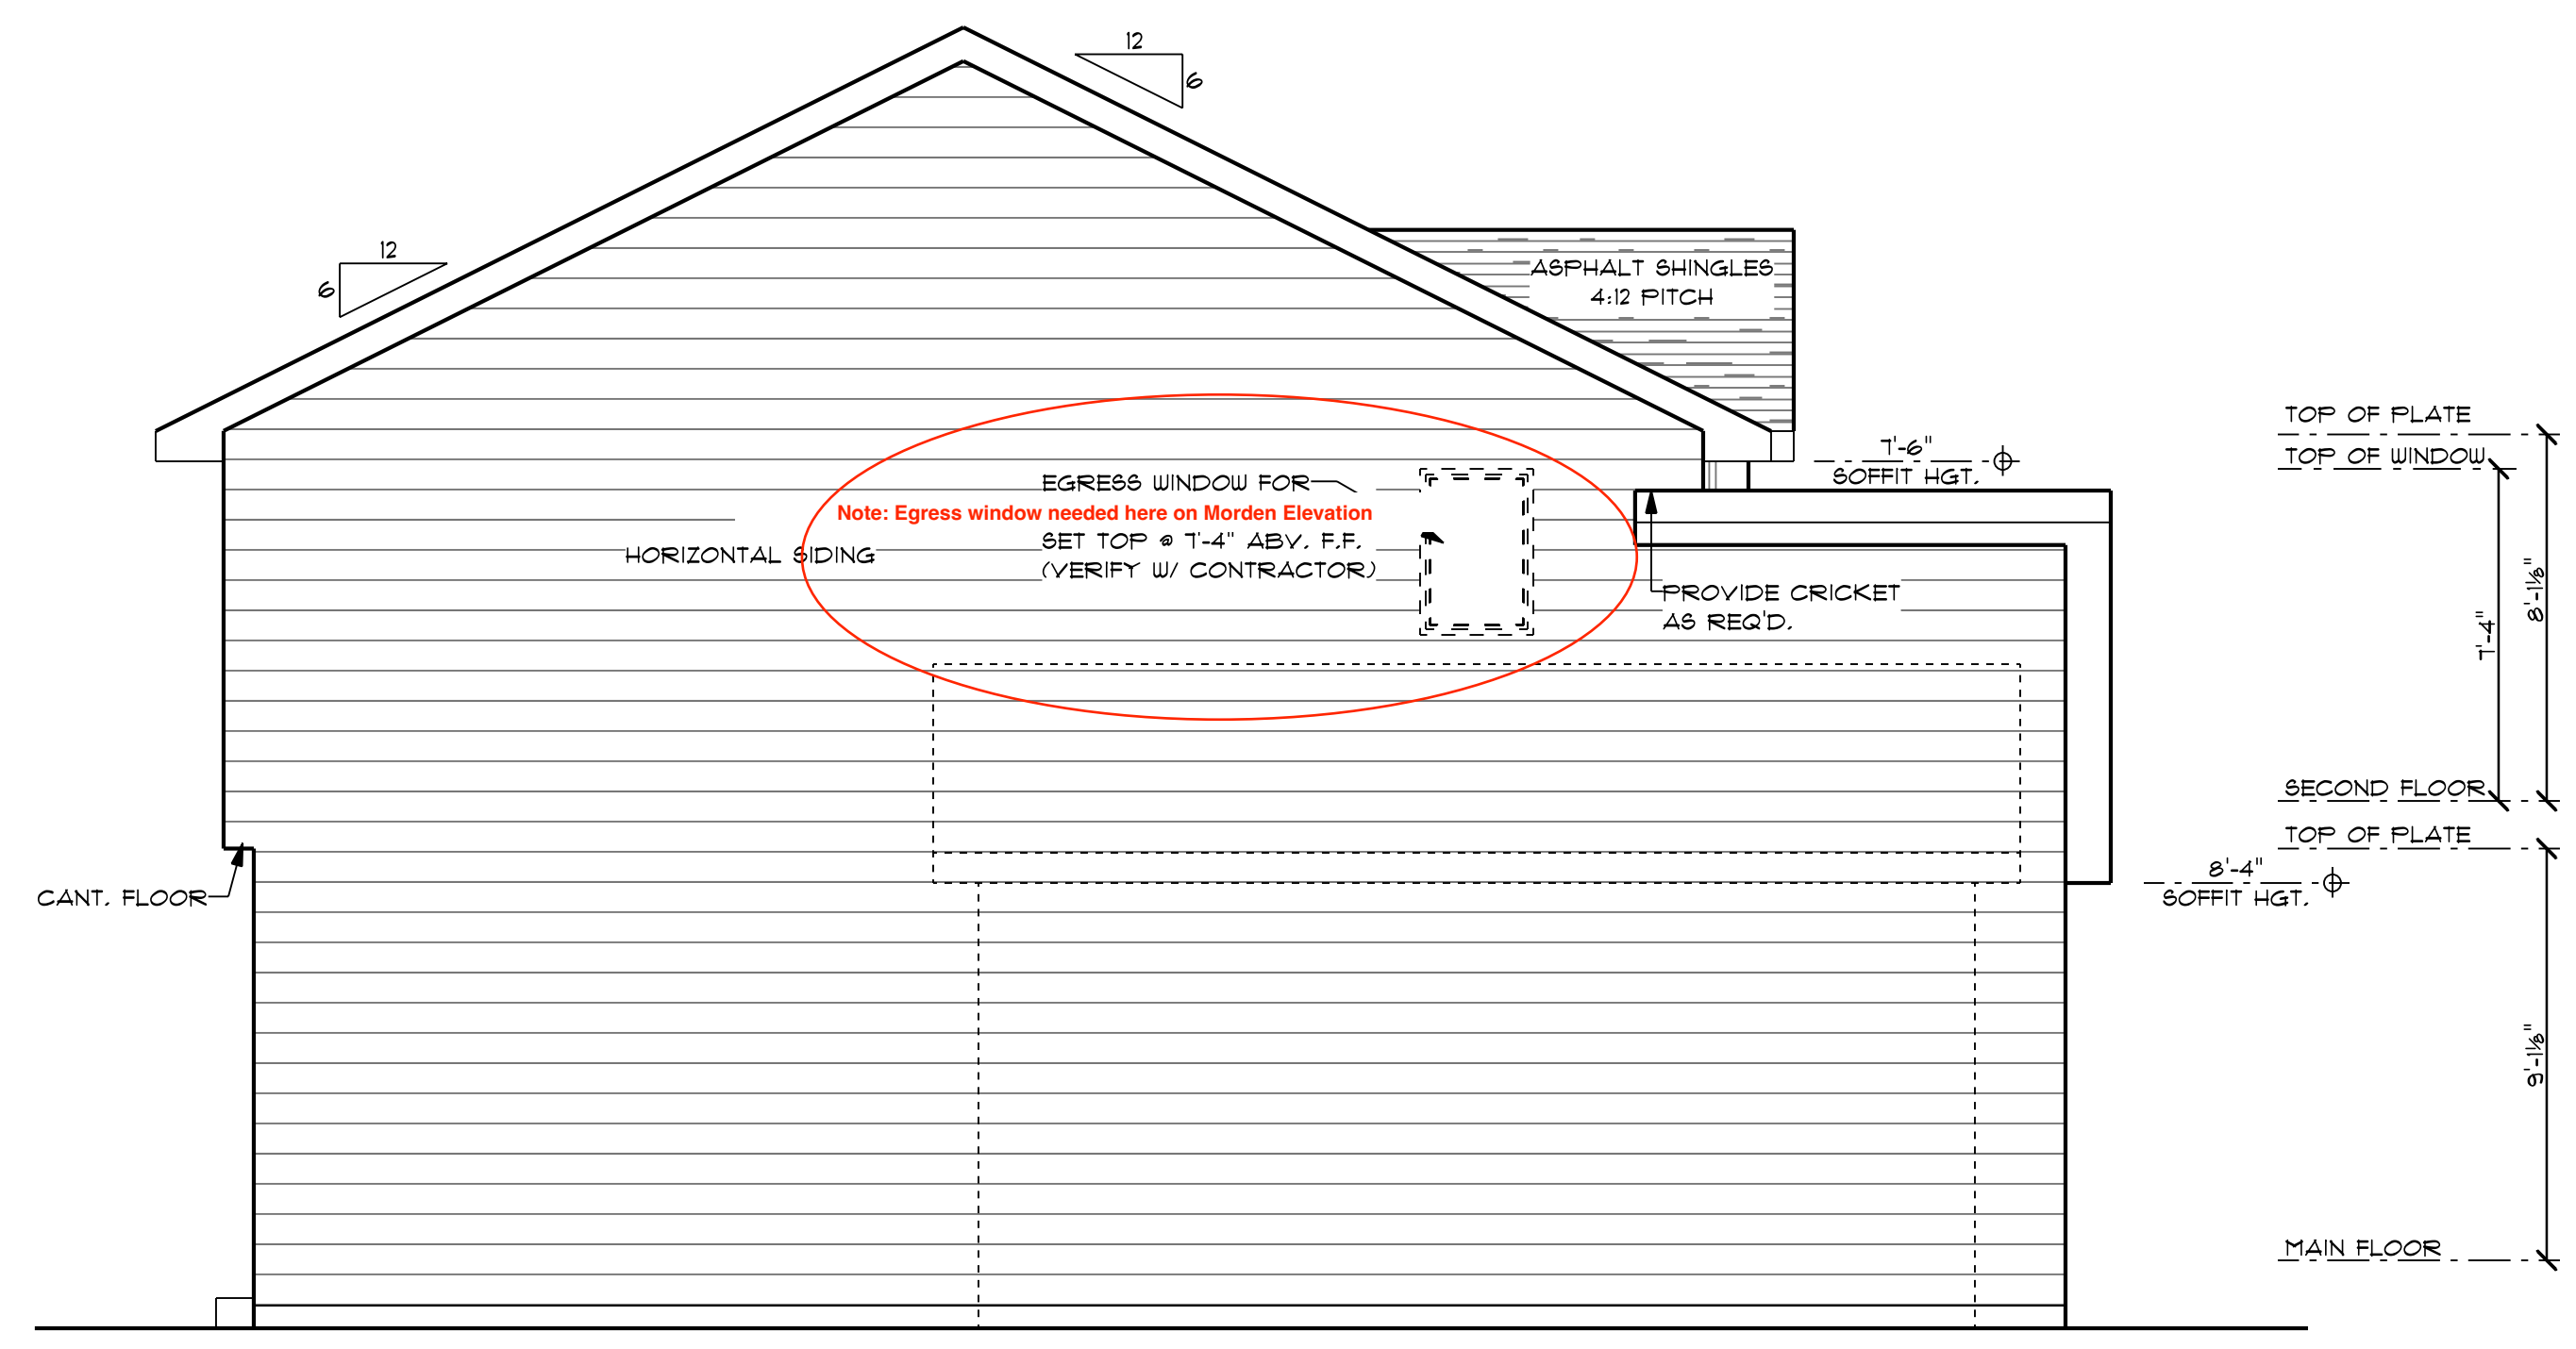 12
6
12
6
ASPHALT SHINGLES
4:12 PITCH
TOP OF PLATE
7'-6"
SOFFIT HGT.
TOP OF WINDOW
EGRESS WINDOW FOR
Note: Egress window needed here on Morden Elevation
SET TOP @ 7'-4" ABV. F.F.
(VERIFY W/ CONTRACTOR)
HORIZONTAL SIDING
PROVIDE CRICKET
AS REQ'D.
7'-4"
8'-1⅛"
SECOND FLOOR
TOP OF PLATE
CANT. FLOOR
8'-4"
SOFFIT HGT.
9'-1⅛"
MAIN FLOOR